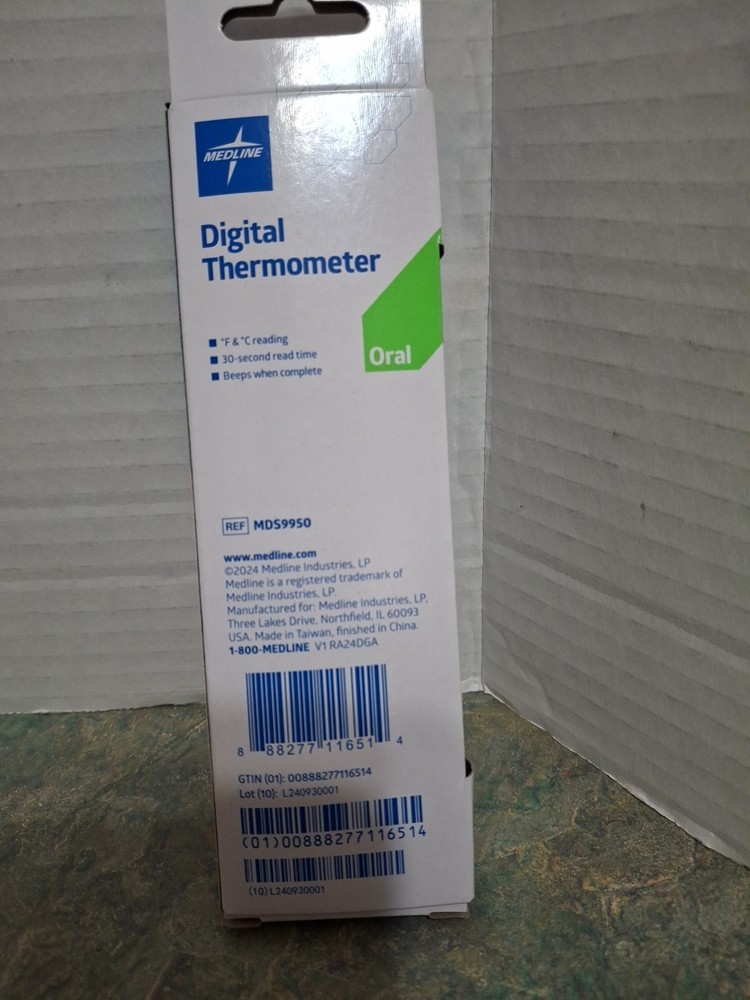 MEDLINE
Digital
Thermometer
°F & °C reading
30-second read time
Beeps when complete
Oral
REF MDS9950
www.medline.com
©2024 Medline Industries, LP
Medline is a registered trademark of
Medline Industries, LP.
Manufactured for: Medline Industries, LP,
Three Lakes Drive, Northfield, IL 60093
USA. Made in Taiwan, finished in China.
1-800-MEDLINE V1 RA24DGA
8 88277 11651 4
GTIN (01): 00888277116514
Lot (10): L240930001
(01)00888277116514
(10)L240930001